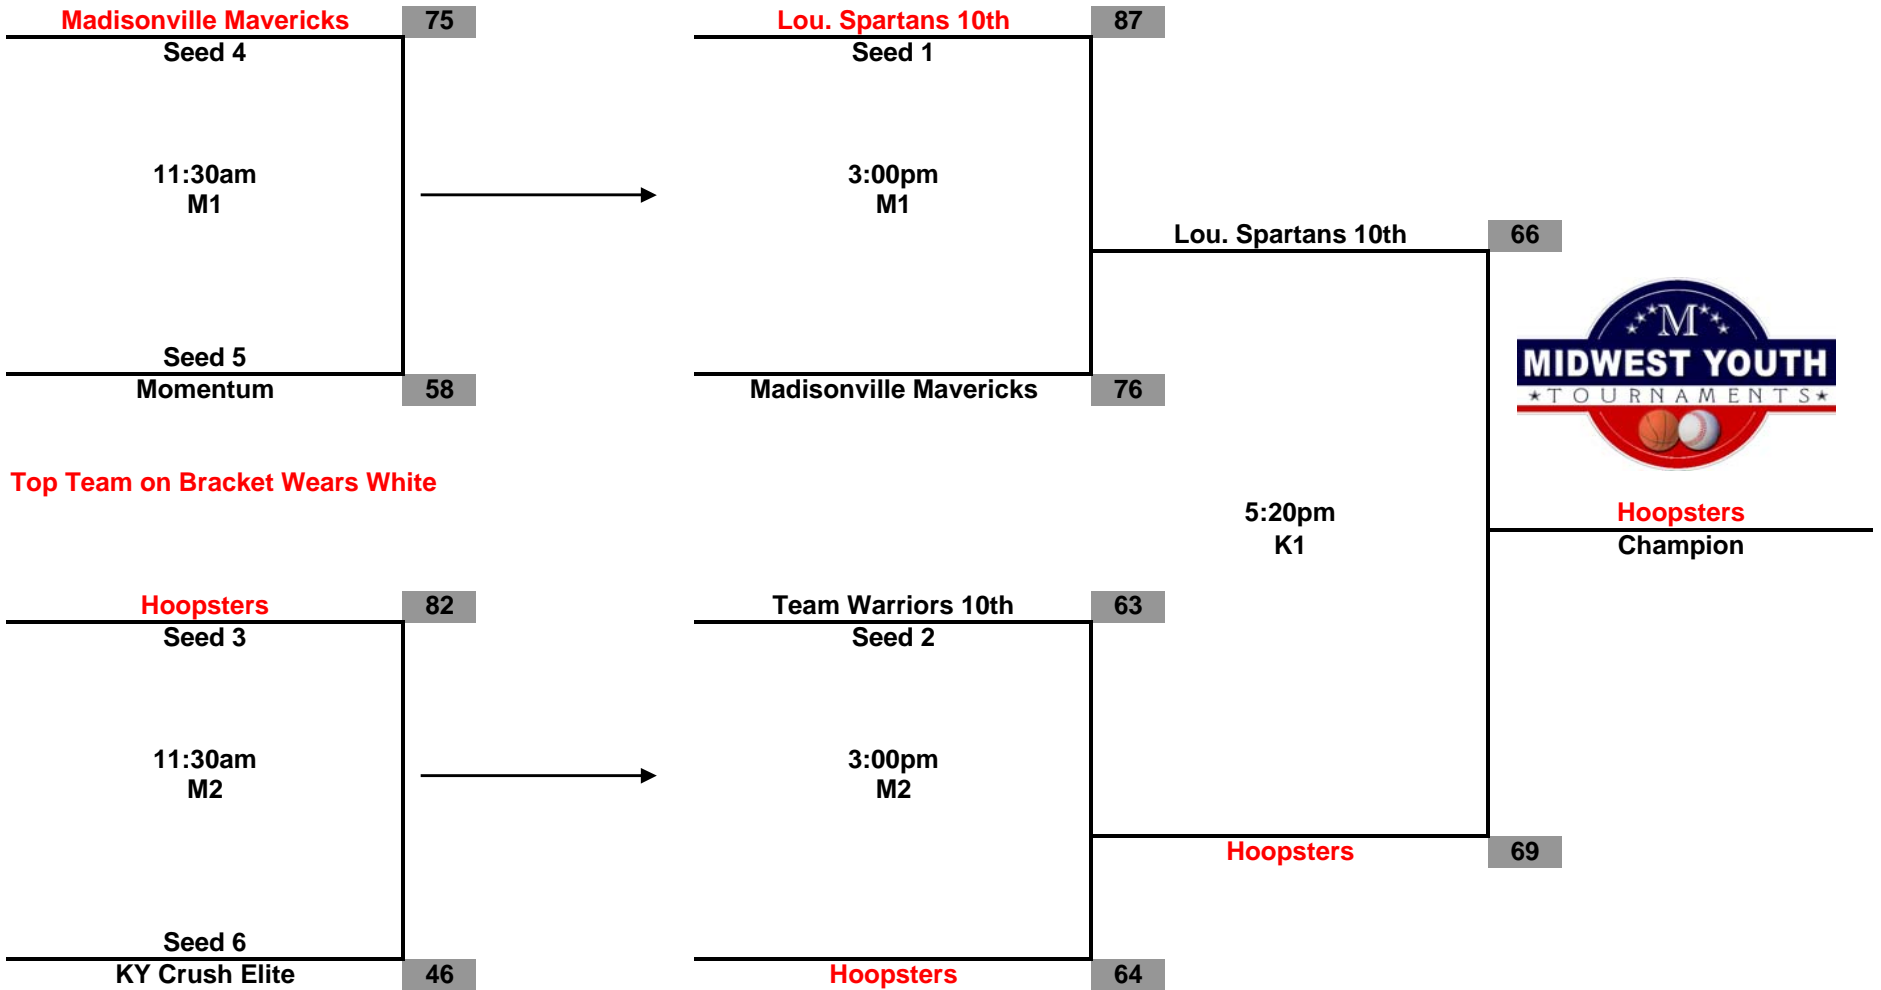 Madisonville Mavericks 75
Seed 4
11:30am
M1
Seed 5
Momentum 58
Lou. Spartans 10th 87
Seed 1
3:00pm
M1
Madisonville Mavericks 76
Lou. Spartans 10th 66
M
MIDWEST YOUTH
TOURNAMENTS
Top Team on Bracket Wears White
5:20pm
K1
Hoopsters
Champion
Hoopsters 82
Seed 3
11:30am
M2
Seed 6
KY Crush Elite 46
Team Warriors 10th 63
Seed 2
3:00pm
M2
Hoopsters 64
Hoopsters 69